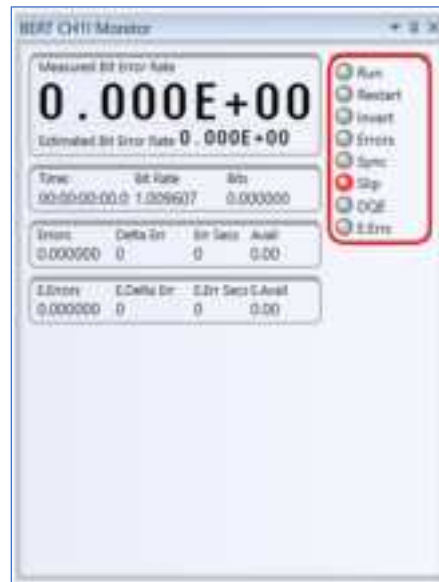 BERT CH1 Monitor
Measured Bit Error Rate
0.000E+00
Estimated Bit Error Rate 0.000E+00
Time Bit Rate Bits
00:00:00:00.0 1.009607 0.000000
Errors Delta Err Err Secs Avail
0.000000 0 0 0.00
E.Errors E.Delta Err E.Err Secs E.Avail
0.000000 0 0 0.00
Run
Restart
Invert
Errors
Sync
Slip
DQE
E.Errs